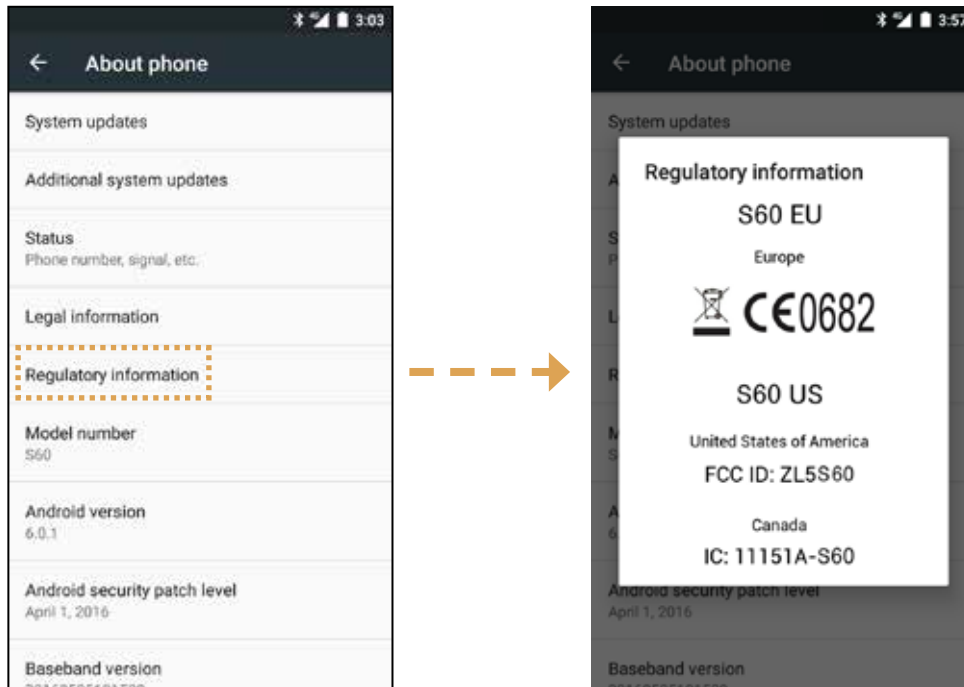 3:03
About phone
System updates
Additional system updates
Status
Phone number, signal, etc.
Legal information
Regulatory information
Model number
S60
Android version
6.0.1
Android security patch level
April 1, 2016
Baseband version
3:57
About phone
System updates
Regulatory information
S60 EU
Europe
CE0682
S60 US
United States of America
FCC ID: ZL5S60
Canada
IC: 11151A-S60
Android security patch level
April 1, 2016
Baseband version